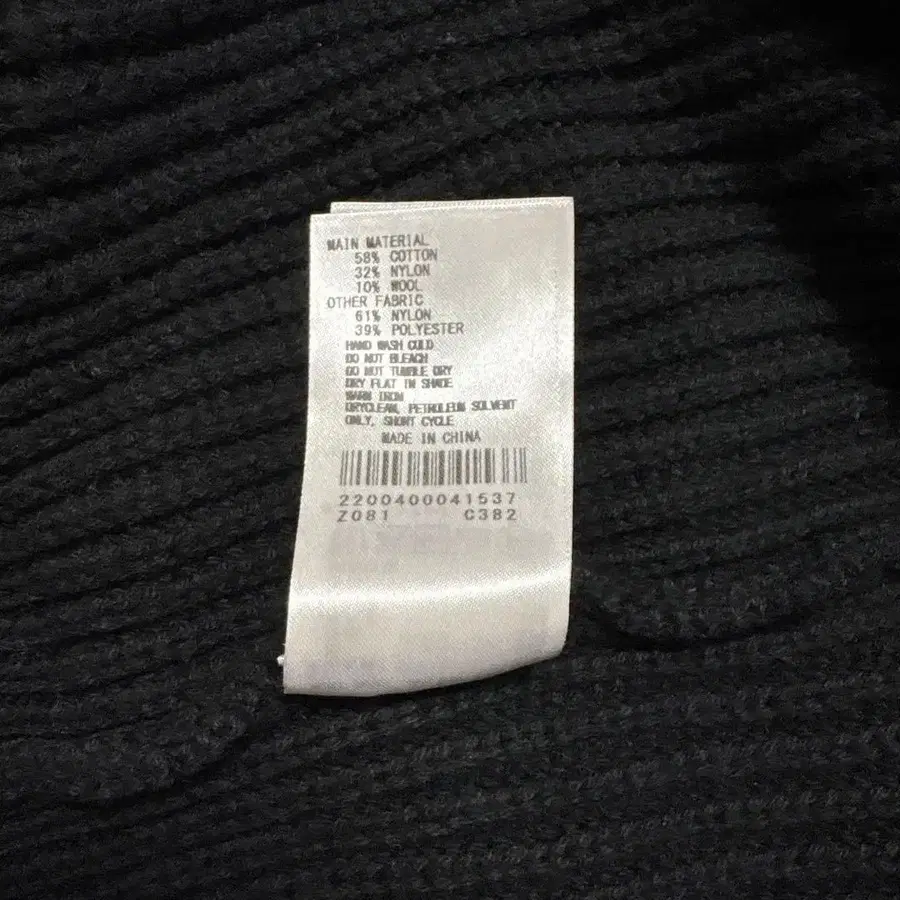 MAIN MATERIAL
58% COTTON
32% NYLON
10% WOOL
OTHER FABRIC
61% NYLON
39% POLYESTER
HAND WASH COLD
DO NOT BLEACH
DO NOT TUMBLE DRY
DRY FLAT IN SHADE
WARM IRON
DRYCLEAN, PETROLEUM SOLVENT
ONLY, SHORT CYCLE
MADE IN CHINA
2200400041537
Z081 C382